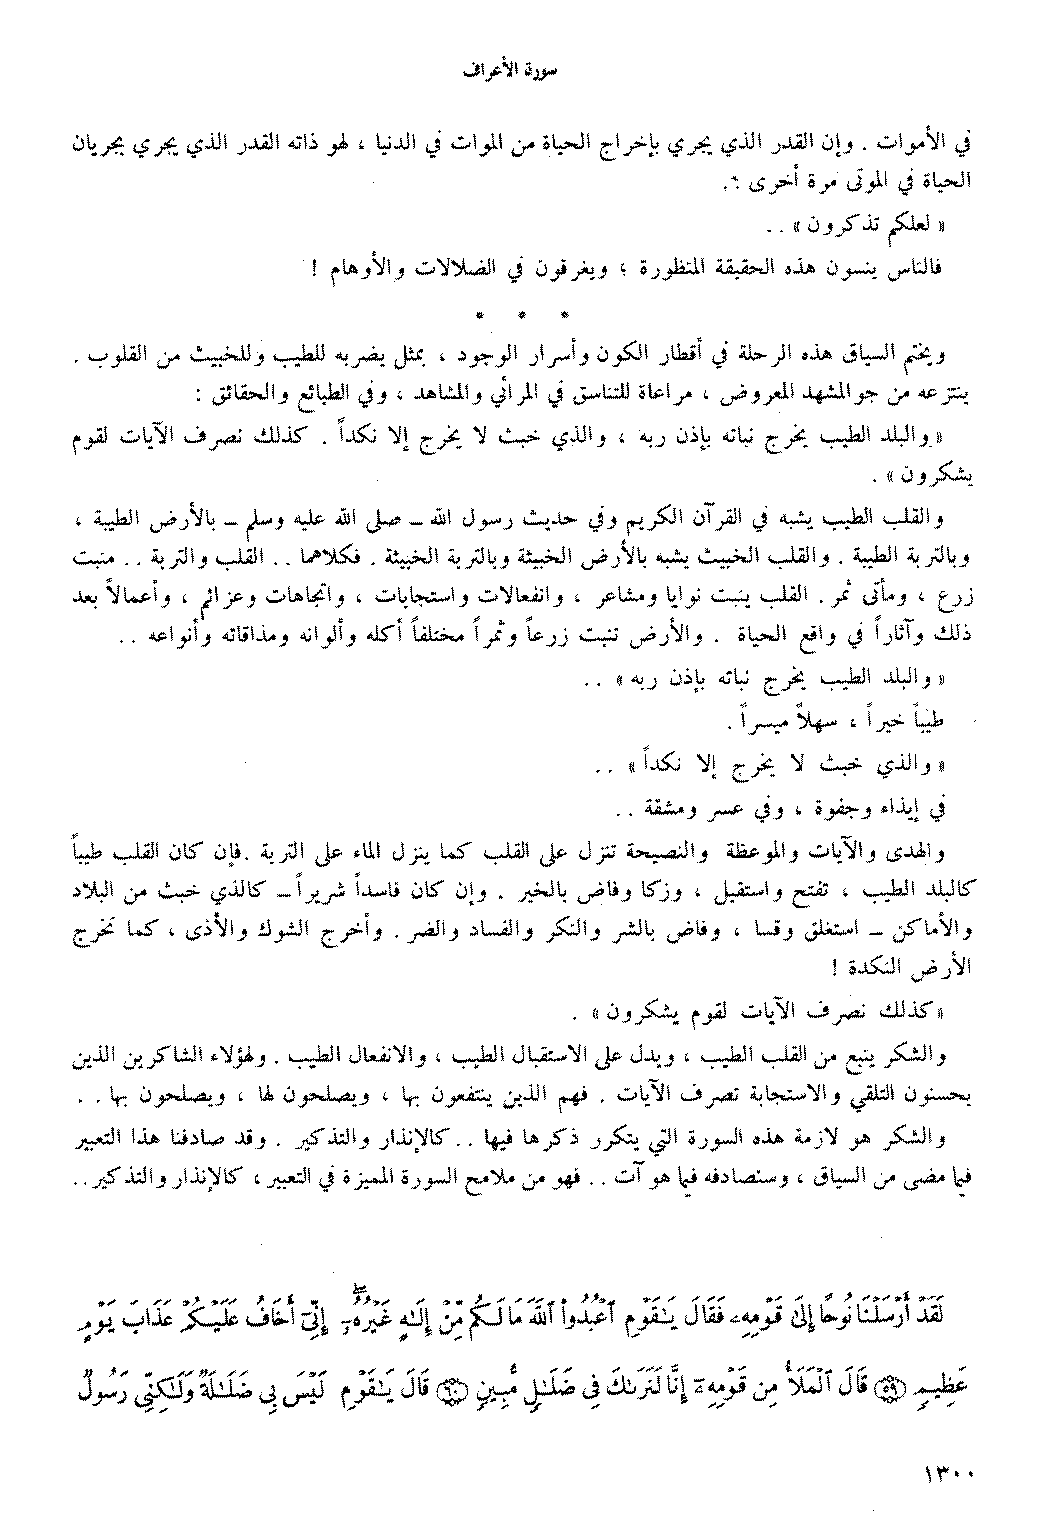 سورة الأعراف
في الأموات . وإن القدر الذي يجري بإخراج الحياة من الموات في الدنيا ، لهو ذاته القدر الذي يجري بجريان
الحياة في الموتى مرة أخرى ..
« لعلكم تذكرون » ..
فالناس ينسون هذه الحقيقة المنظورة ؛ ويغرقون في الضلالات والأوهام !
* * *
ويختم السياق هذه الرحلة في أقطار الكون وأسرار الوجود ، بمثل يضربه للطيب وللخبيث من القلوب .
ينتزعه من جو المشهد المعروض ، مراعاة للتناسق في المرائي والمشاهد ، وفي الطبائع والحقائق :
« والبلد الطيب يخرج نباته بإذن ربه ، والذي خبث لا يخرج إلا نكداً . كذلك نصرف الآيات لقوم
يشكرون » .
والقلب الطيب يشبه في القرآن الكريم وفي حديث رسول الله – صلى الله عليه وسلم – بالأرض الطيبة ،
وبالتربة الطيبة . والقلب الخبيث يشبه بالأرض الخبيثة وبالتربة الخبيثة . فكلاهما .. القلب والتربة .. منبت
زرع ، ومأتى ثمر . القلب ينبت نوايا ومشاعر ، وانفعالات واستجابات ، واتجاهات وعزائم ، وأعمالاً بعد
ذلك وآثاراً في واقع الحياة . والأرض تنبت زرعاً وثمراً مختلفاً أكله وألوانه ومذاقاته وأنواعه ..
« والبلد الطيب يخرج نباته بإذن ربه » ..
طيباً خيراً ، سهلاً ميسراً .
« والذي خبث لا يخرج إلا نكداً » ..
في إيذاء وجفوة ، وفي عسر ومشقة ..
والهدى والآيات والموعظة والنصيحة تنزل على القلب كما ينزل الماء على التربة . فإن كان القلب طيباً
كالبلد الطيب ، تفتح واستقبل ، وزكا وفاض بالخير . وإن كان فاسداً شريراً – كالذي خبث من البلاد
والأماكن – استغلق وقسا ، وفاض بالشر والنكر والفساد والضر . وأخرج الشوك والأذى ، كما تخرج
الأرض النكدة !
« كذلك نصرف الآيات لقوم يشكرون » .
والشكر ينبع من القلب الطيب ، ويدل على الاستقبال الطيب ، والانفعال الطيب . ولهؤلاء الشاكرين الذين
يحسنون التلقي والاستجابة تصرف الآيات . فهم الذين ينتفعون بها ، ويصلحون لها ، ويصلحون بها ..
والشكر هو لازمة هذه السورة التي يتكرر ذكرها فيها .. كالإنذار والتذكير . وقد صادفنا هذا التعبير
فيما مضى من السياق ، وسنصادفه فيما هو آت .. فهو من ملامح السورة المميزة في التعبير ، كالإنذار والتذكير ..
لَقَدْ أَرْسَلْنَا نُوحًا إِلَىٰ قَوْمِهِۦ فَقَالَ يَـٰقَوْمِ ٱعْبُدُوا۟ ٱللَّهَ مَا لَكُم مِّنْ إِلَـٰهٍ غَيْرُهُۥٓ ۖ إِنِّىٓ أَخَافُ عَلَيْكُمْ عَذَابَ يَوْمٍ
عَظِيمٍ ۝٥٩ قَالَ ٱلْمَلَأُ مِن قَوْمِهِۦٓ إِنَّا لَنَرَىٰكَ فِى ضَلَـٰلٍ مُّبِينٍ ۝٦٠ قَالَ يَـٰقَوْمِ لَيْسَ بِى ضَلَـٰلَةٌ وَلَـٰكِنِّى رَسُولٌ
١٣٠٠